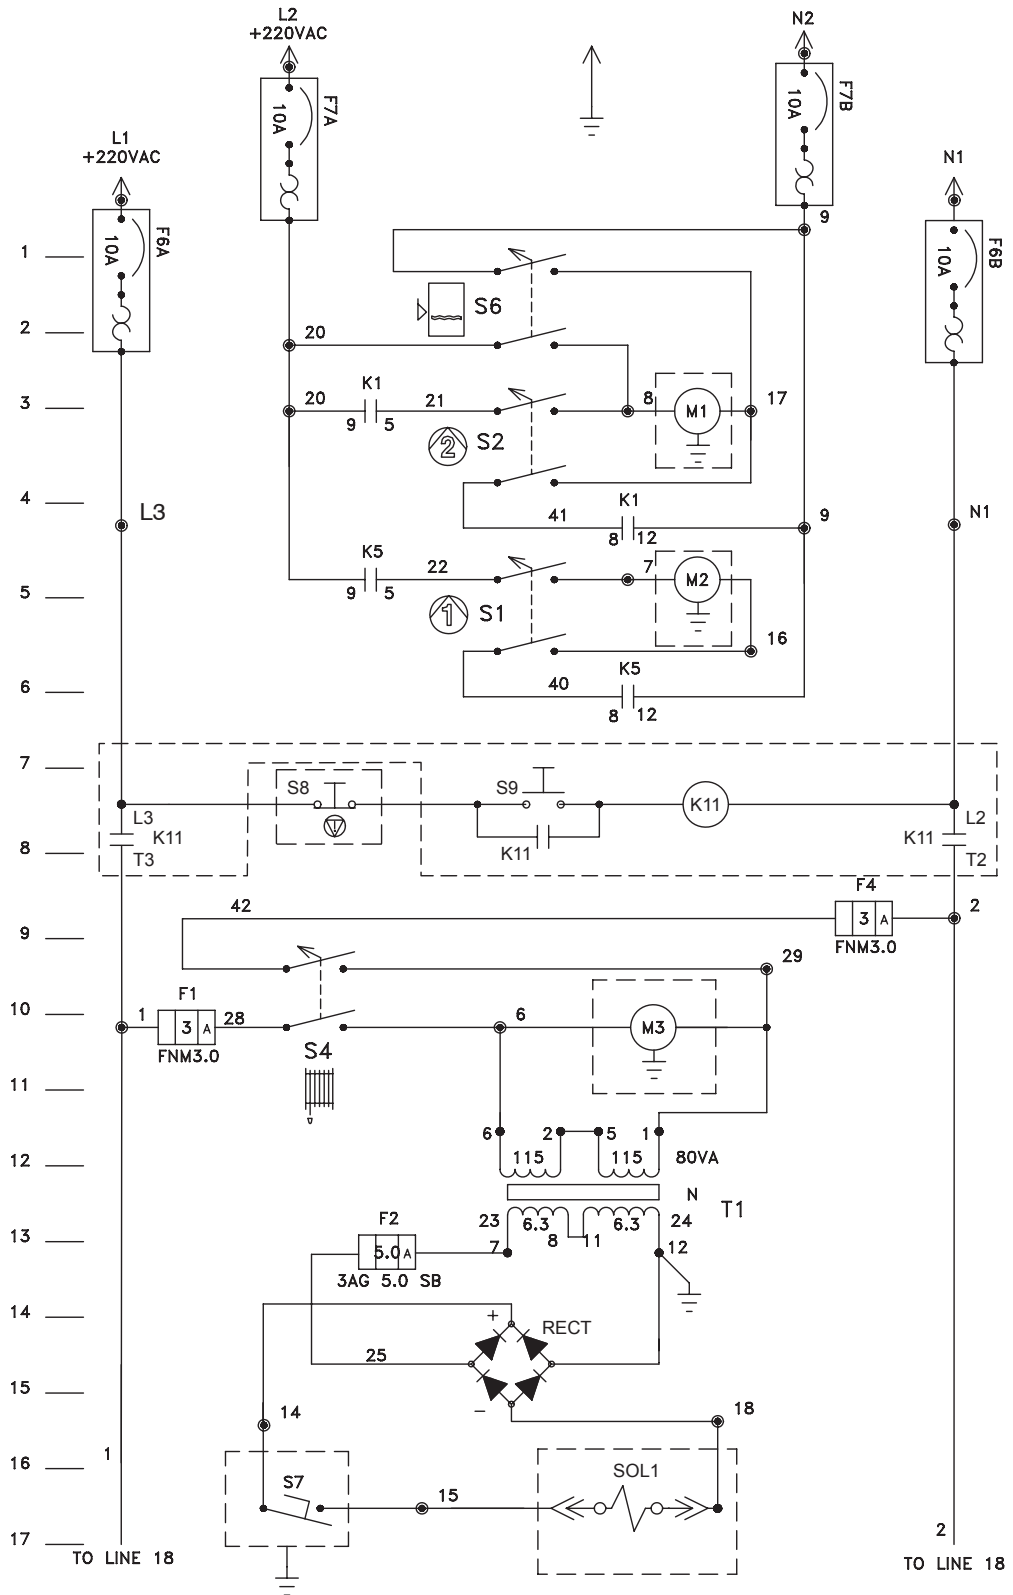 L2
+220VAC
N2
F7A
10A
F7B
10A
L1
+220VAC
N1
F6A
10A
9
F6B
10A
1
S6
2
20
3
20
K1
9 5
21
8
M1
17
2
S2
4
L3
K1
41
8 12
9
N1
K5
9 5
22
7
M2
5
1
S1
16
K5
6
40
8 12
7
S8
S9
K11
L3
K11
T3
K11
L2
K11
T2
8
F4
42
3 A
2
FNM3.0
9
29
F1
10
1
3 A
28
6
M3
FNM3.0
S4
11
6 2 5 1
12
115 115
80VA
N
T1
23
6.3
6.3
24
13
F2
7
8
11
12
5.0 A
3AG 5.0 SB
14
+
RECT
25
15
-
14
18
1
16
S7
SOL1
15
17
2
TO LINE 18
TO LINE 18